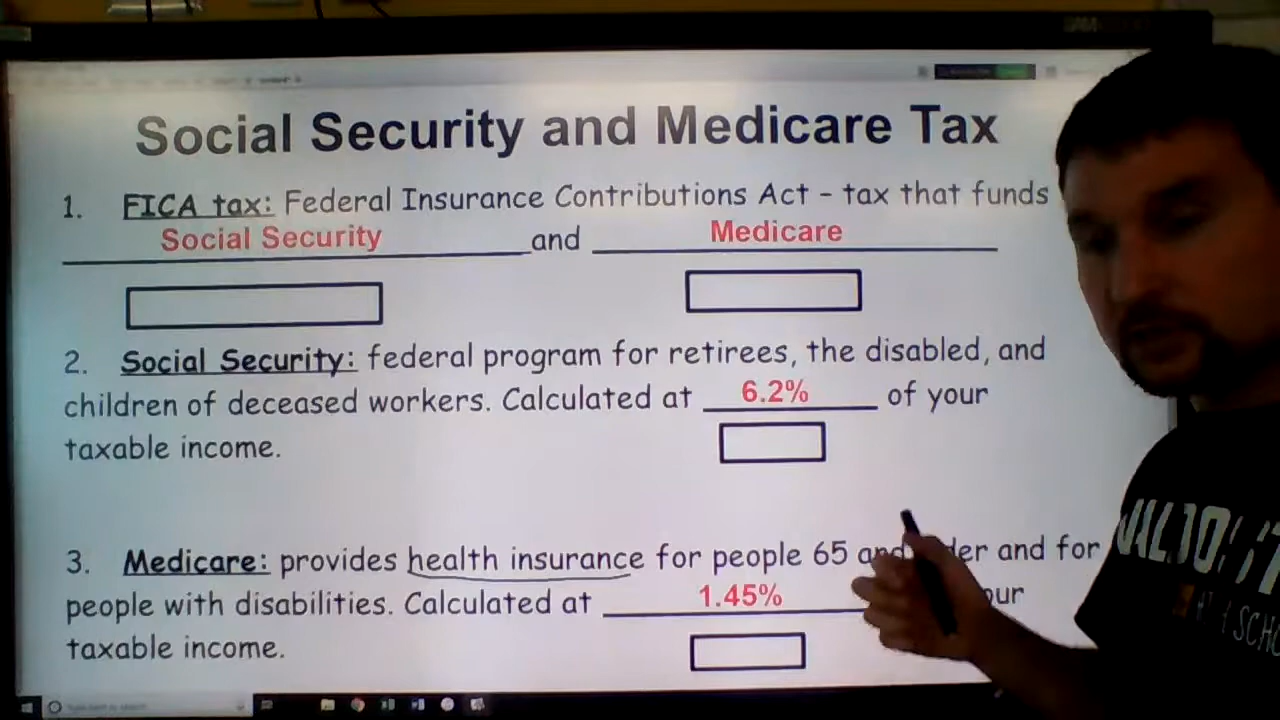 Social Security and Medicare Tax
1. FICA tax: Federal Insurance Contributions Act - tax that funds
Social Security and Medicare
2. Social Security: federal program for retirees, the disabled, and
children of deceased workers. Calculated at 6.2% of your
taxable income.
3. Medicare: provides health insurance for people 65 and and for
people with disabilities. Calculated at 1.45%
taxable income.